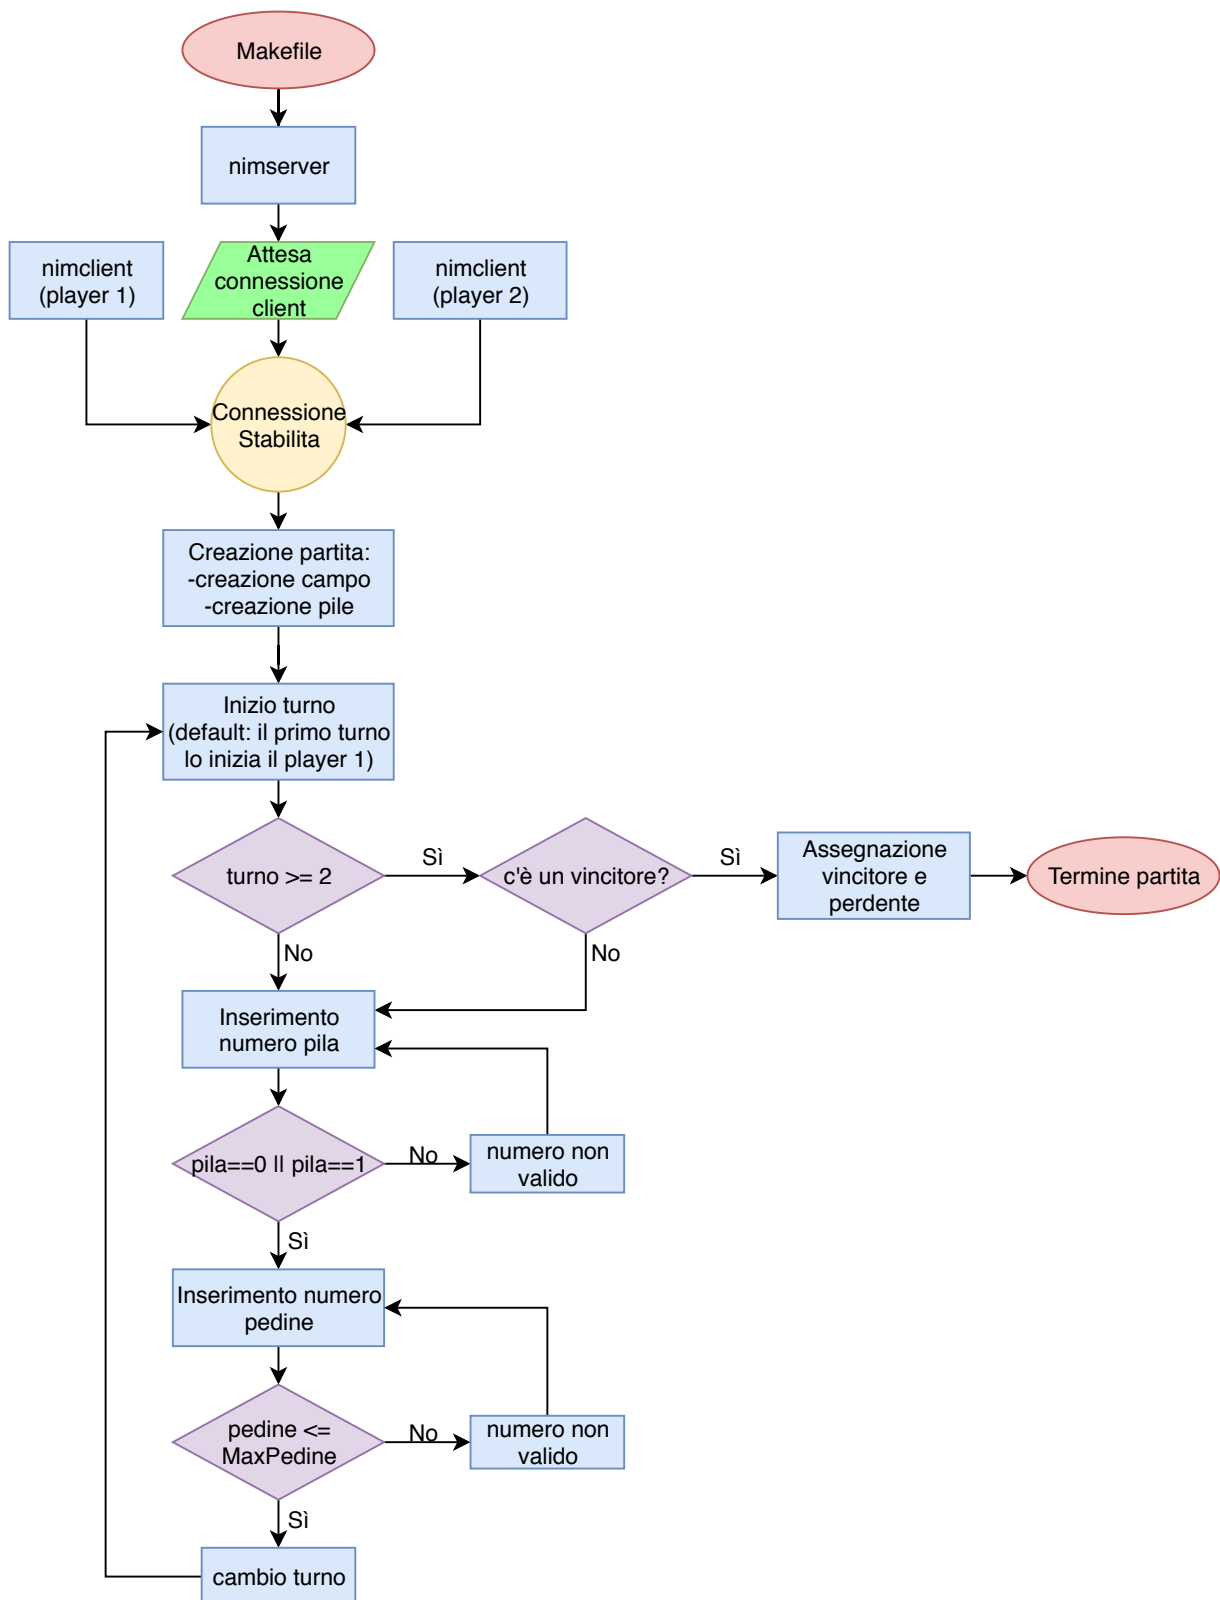 Makefile
nimserver
nimclient
(player 1)
Attesa
connessione
client
nimclient
(player 2)
Connessione
Stabilita
Creazione partita:
-creazione campo
-creazione pile
Inizio turno
(default: il primo turno
lo inizia il player 1)
turno >= 2
Sì
c'è un vincitore?
Sì
Assegnazione
vincitore e
perdente
Termine partita
No
No
Inserimento
numero pila
pila==0 || pila==1
No
numero non
valido
Sì
Inserimento numero
pedine
pedine <=
MaxPedine
No
numero non
valido
Sì
cambio turno